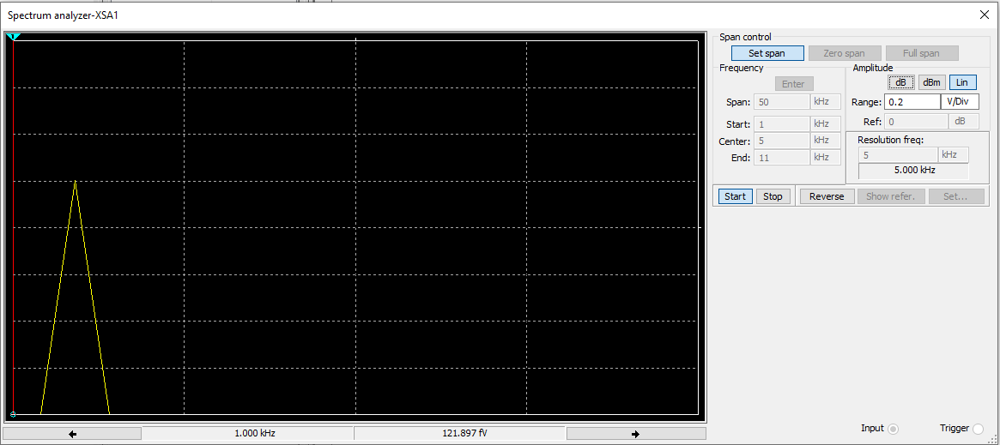 Spectrum analyzer-XSA1
1
Span control
Set span Zero span Full span
Frequency
Enter
Span: 50 kHz
Start: 1 kHz
Center: 5 kHz
End: 11 kHz
Amplitude
dB dBm Lin
Range: 0.2 V/Div
Ref: 0 dB
Resolution freq:
5 kHz
5.000 kHz
Start Stop Reverse Show refer. Set...
1.000 kHz 121.897 fV
Input Trigger